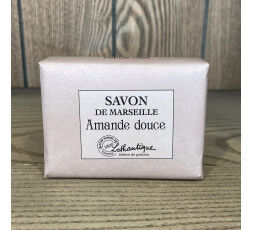 SAVON
DE MARSEILLE
Amande douce
Lothantique